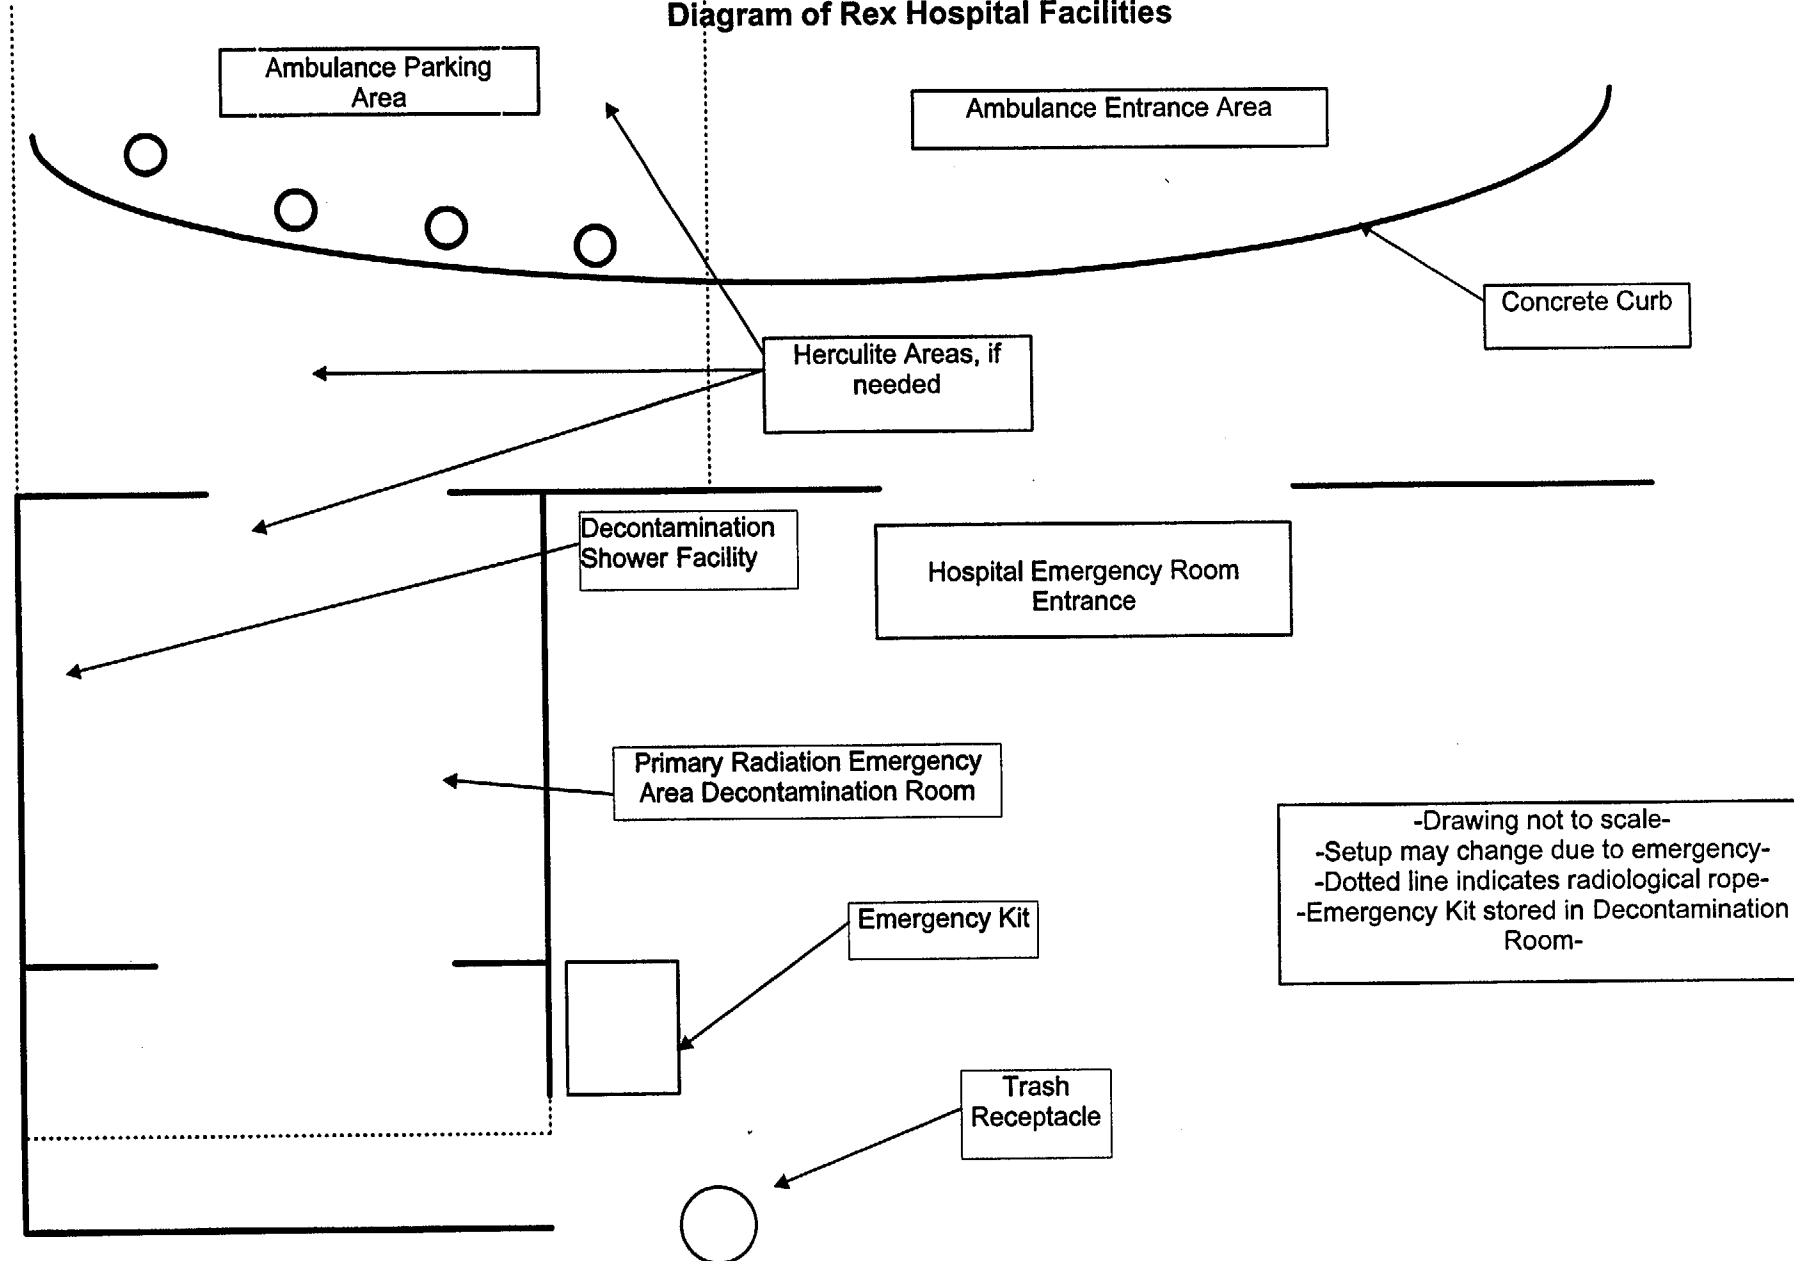 Diagram of Rex Hospital Facilities
Ambulance Parking
Area
Ambulance Entrance Area
Concrete Curb
Herculite Areas, if
needed
Decontamination
Shower Facility
Hospital Emergency Room
Entrance
Primary Radiation Emergency
Area Decontamination Room
-Drawing not to scale-
-Setup may change due to emergency-
-Dotted line indicates radiological rope-
-Emergency Kit stored in Decontamination
Room-
Emergency Kit
Trash
Receptacle